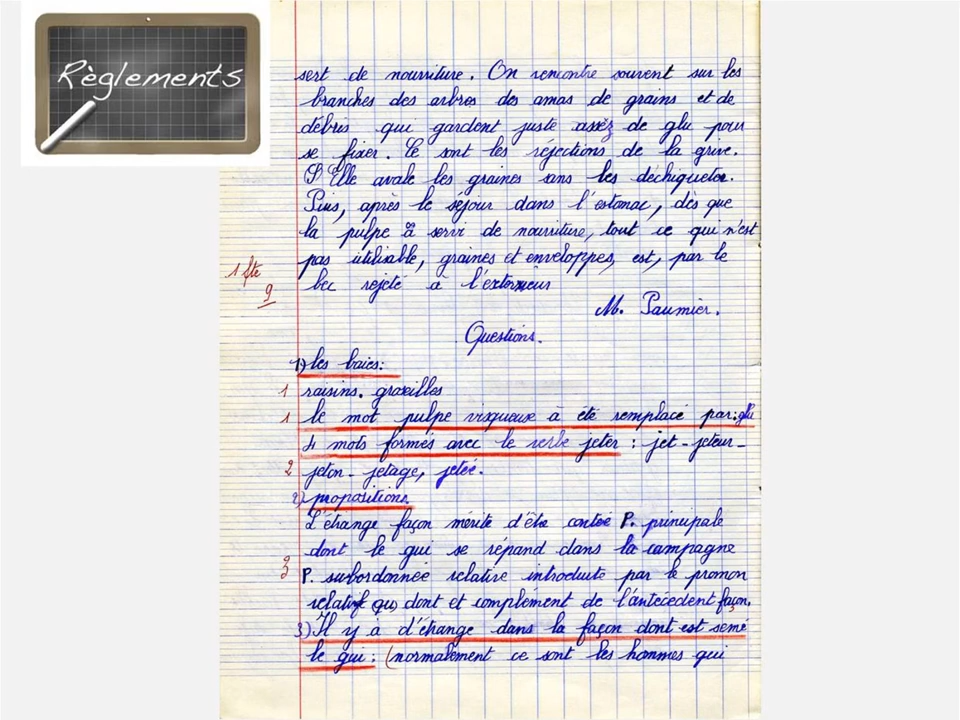 Règlements
sert de nourriture. On rencontre souvent sur les
branches des arbres des amas de grains et de
débris qui gardent juste assez de glu pour
se fixer. Ce sont les réjections de la grive.
Elle avale les graines sans les déchiqueter.
Puis, après le séjour dans l'estomac, dès que
la pulpe a servi de nourriture, tout ce qui n'est
pas utilisable, graines et enveloppes, est, par le
1 fte
bec rejeté à l'extérieur
9
M. Paumier.
Questions.
1) les baies:
1 raisins. groseilles
1 le mot pulpe visqueux à été remplacé par: glu
4 mots formés avec le verbe jeter : jet - jeteur -
2 jeton - jetage, jetée.
2) propositions
L'étrange façon mérite d'être contée P. principale
dont le gui se répand dans la campagne
3 P. subordonnée relative introduite par le pronom
relatif dont et complément de l'antécédent façon.
3) Il y à d'étrange dans la façon dont est semé
le gui : (normalement ce sont les hommes qui